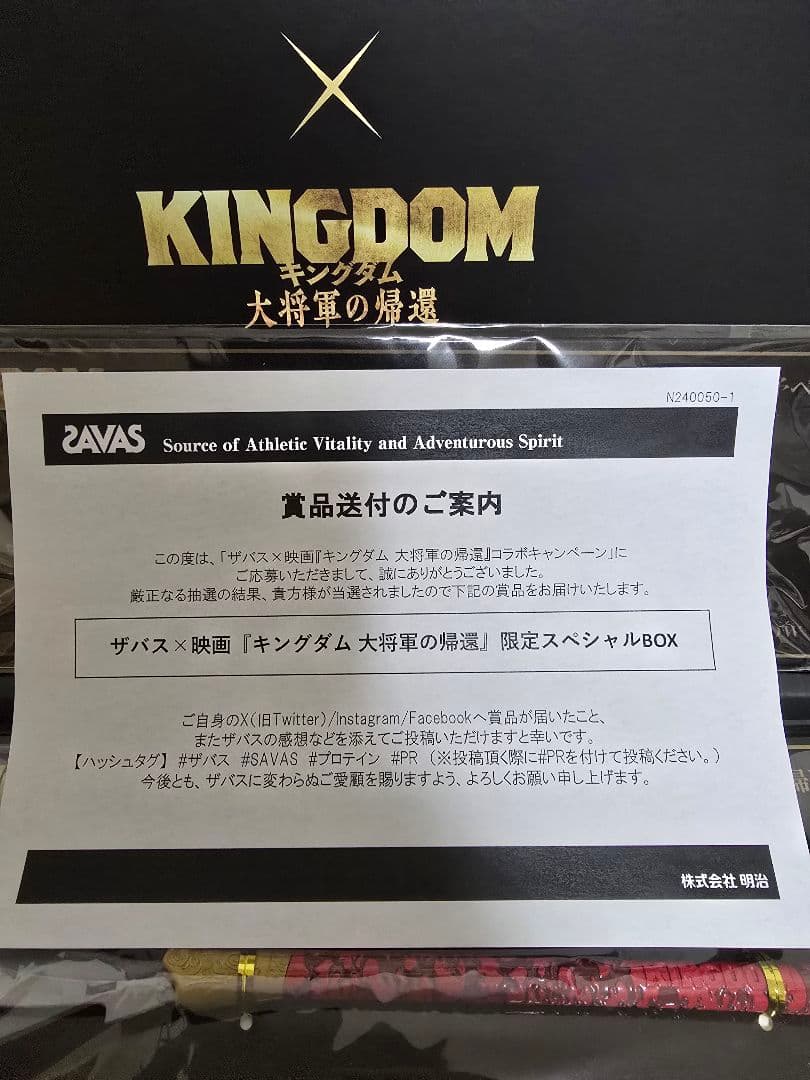 ×
KINGDOM
キングダム
大将軍の帰還
N240050-1
SAVAS Source of Athletic Vitality and Adventurous Spirit
賞品送付のご案内
この度は、「ザバス×映画『キングダム 大将軍の帰還』コラボキャンペーン」に
ご応募いただきまして、誠にありがとうございました。
厳正なる抽選の結果、貴方様が当選されましたので下記の賞品をお届けいたします。
ザバス×映画『キングダム 大将軍の帰還』限定スペシャルBOX
ご自身のX(旧Twitter)/Instagram/Facebookへ賞品が届いたこと、
またザバスの感想などを添えてご投稿いただけますと幸いです。
【ハッシュタグ】 #ザバス #SAVAS #プロテイン #PR (※投稿頂く際に#PRを付けて投稿ください。)
今後とも、ザバスに変わらぬご愛顧を賜りますよう、よろしくお願い申し上げます。
株式会社 明治